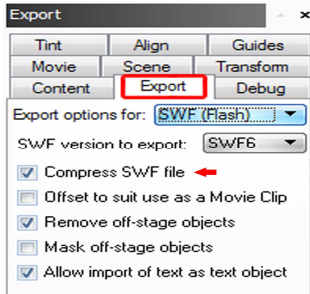 Export
Tint Align Guides
Movie Scene Transform
Content Export Debug
Export options for: SWF (Flash)
SWF version to export: SWF6
Compress SWF file
Offset to suit use as a Movie Clip
Remove off-stage objects
Mask off-stage objects
Allow import of text as text object